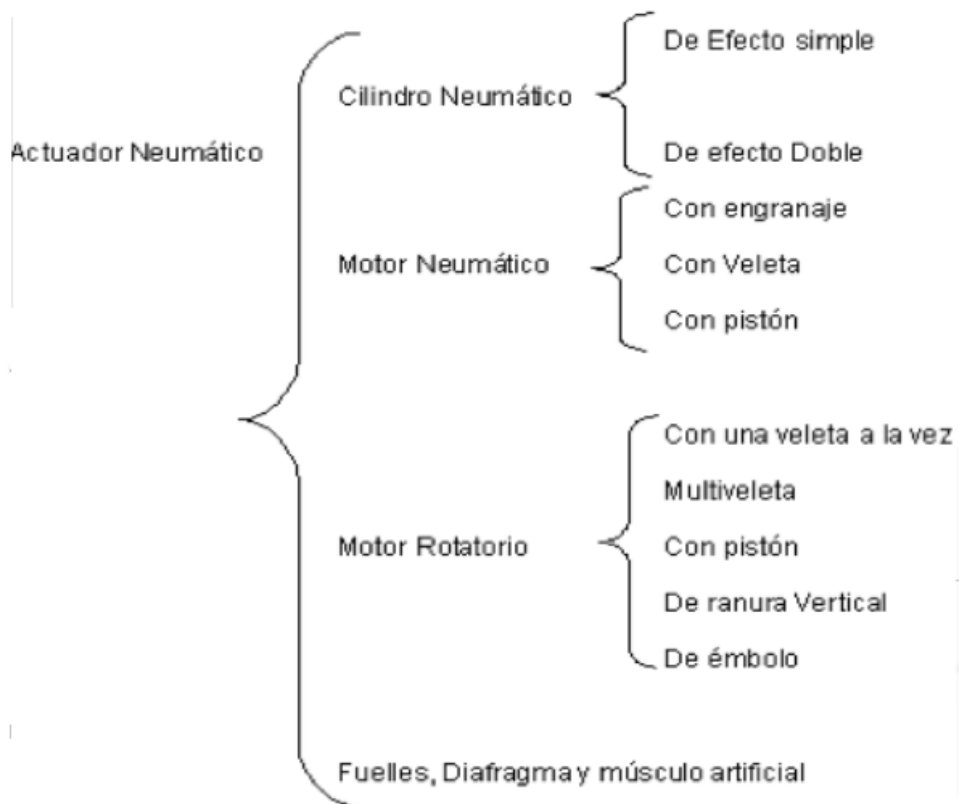 De Efecto simple
Cilindro Neumático
Actuador Neumático
De efecto Doble
Con engranaje
Motor Neumático
Con Veleta
Con pistón
Con una veleta a la vez
Multiveleta
Motor Rotatorio
Con pistón
De ranura Vertical
De émbolo
Fuelles, Diafragma y músculo artificial